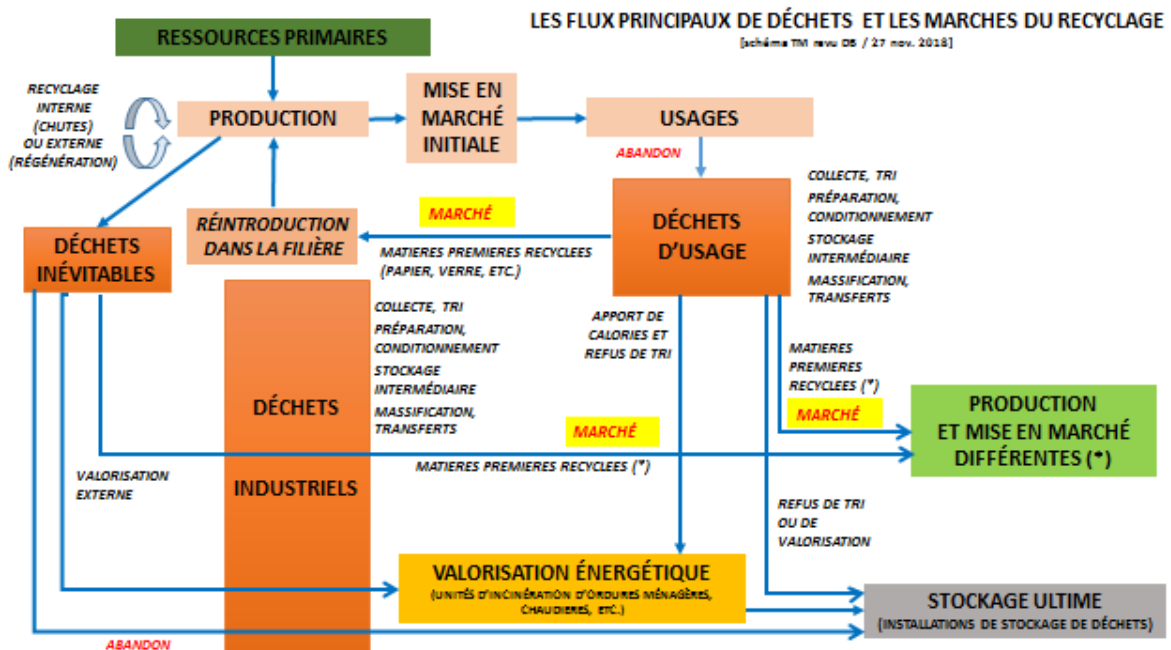 LES FLUX PRINCIPAUX DE DÉCHETS ET LES MARCHES DU RECYCLAGE
[schéma TM revu DB / 27 nov. 2018]
RESSOURCES PRIMAIRES
RECYCLAGE
INTERNE
(CHUTES)
OU EXTERNE
(RÉGÉNÉRATION)
PRODUCTION
MISE EN
MARCHÉ
INITIALE
USAGES
ABANDON
DÉCHETS
D'USAGE
COLLECTE, TRI
PRÉPARATION,
CONDITIONNEMENT
STOCKAGE
INTERMÉDIAIRE
MASSIFICATION,
TRANSFERTS
MARCHÉ
MATIERES PREMIERES RECYCLEES
(PAPIER, VERRE, ETC.)
RÉINTRODUCTION
DANS LA FILIÈRE
DÉCHETS
INÉVITABLES
COLLECTE, TRI
PRÉPARATION,
CONDITIONNEMENT
STOCKAGE
INTERMÉDIAIRE
MASSIFICATION,
TRANSFERTS
DÉCHETS
INDUSTRIELS
APPORT DE
CALORIES ET
REFUS DE TRI
MATIERES
PREMIERES
RECYCLEES (*)
MARCHÉ
MARCHÉ
MATIERES PREMIERES RECYCLEES (*)
PRODUCTION
ET MISE EN MARCHÉ
DIFFÉRENTES (*)
VALORISATION
EXTERNE
REFUS DE TRI
OU DE
VALORISATION
VALORISATION ÉNERGÉTIQUE
(UNITÉS D'INCINÉRATION D'ORDURES MÉNAGÈRES,
CHAUDIERES, ETC.)
STOCKAGE ULTIME
(INSTALLATIONS DE STOCKAGE DE DÉCHETS)
ABANDON